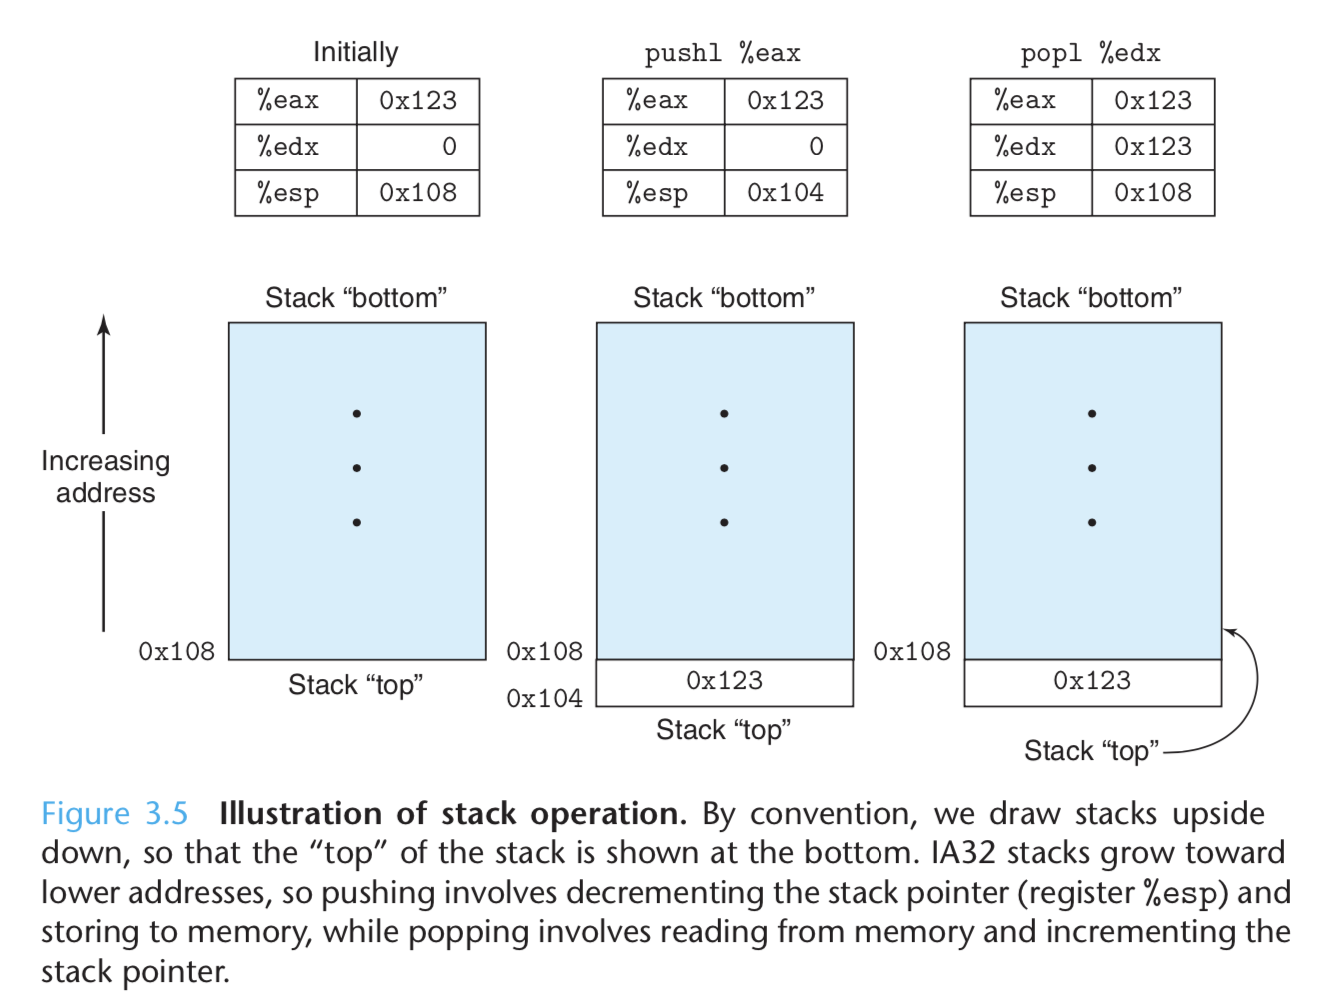 Initially pushl %eax popl %edx
%eax 0x123 %eax 0x123 %eax 0x123
%edx 0 %edx 0 %edx 0x123
%esp 0x108 %esp 0x104 %esp 0x108
Stack “bottom” Stack “bottom” Stack “bottom”
Increasing
address
0x108 0x108 0x108
Stack “top” 0x123 0x123
0x104
Stack “top”
Stack “top”
Figure 3.5 Illustration of stack operation. By convention, we draw stacks upside
down, so that the “top” of the stack is shown at the bottom. IA32 stacks grow toward
lower addresses, so pushing involves decrementing the stack pointer (register %esp) and
storing to memory, while popping involves reading from memory and incrementing the
stack pointer.